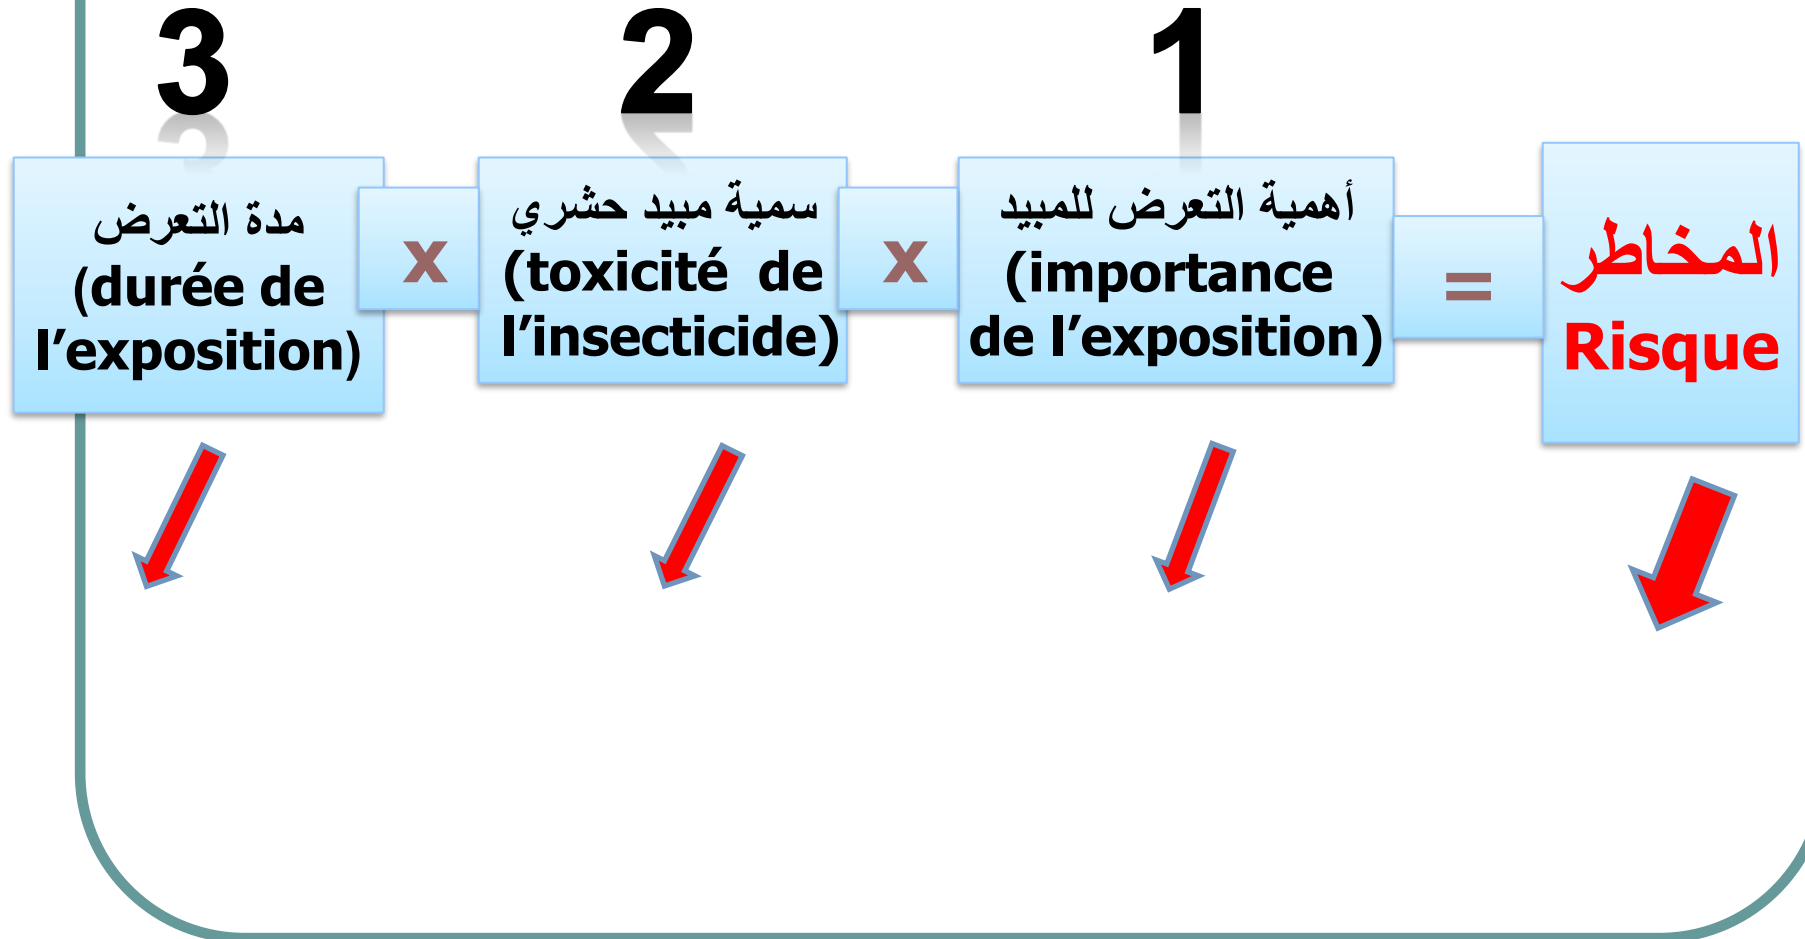 3
2
1
المخاطر
Risque
=
أهمية التعرض للمبيد
(importance
de l’exposition)
x
سمية مبيد حشري
(toxicité de
l’insecticide)
x
مدة التعرض
(durée de
l’exposition)